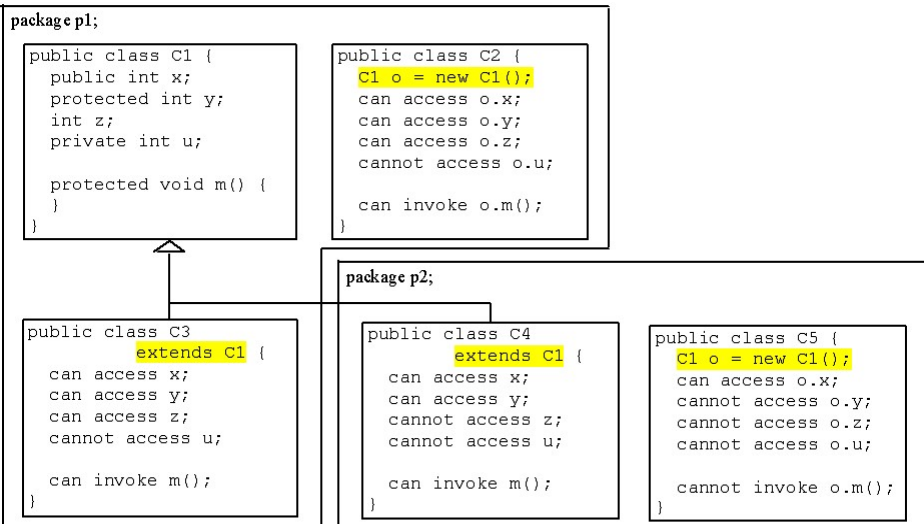 package p1;
public class C1 {
public int x;
protected int y;
int z;
private int u;
protected void m() {
}
}
public class C2 {
C1 o = new C1();
can access o.x;
can access o.y;
can access o.z;
cannot access o.u;
can invoke o.m();
}
package p2;
public class C3
extends C1 {
can access x;
can access y;
can access z;
cannot access u;
can invoke m();
}
public class C4
extends C1 {
can access x;
can access y;
cannot access z;
cannot access u;
can invoke m();
}
public class C5 {
C1 o = new C1();
can access o.x;
cannot access o.y;
cannot access o.z;
cannot access o.u;
cannot invoke o.m();
}